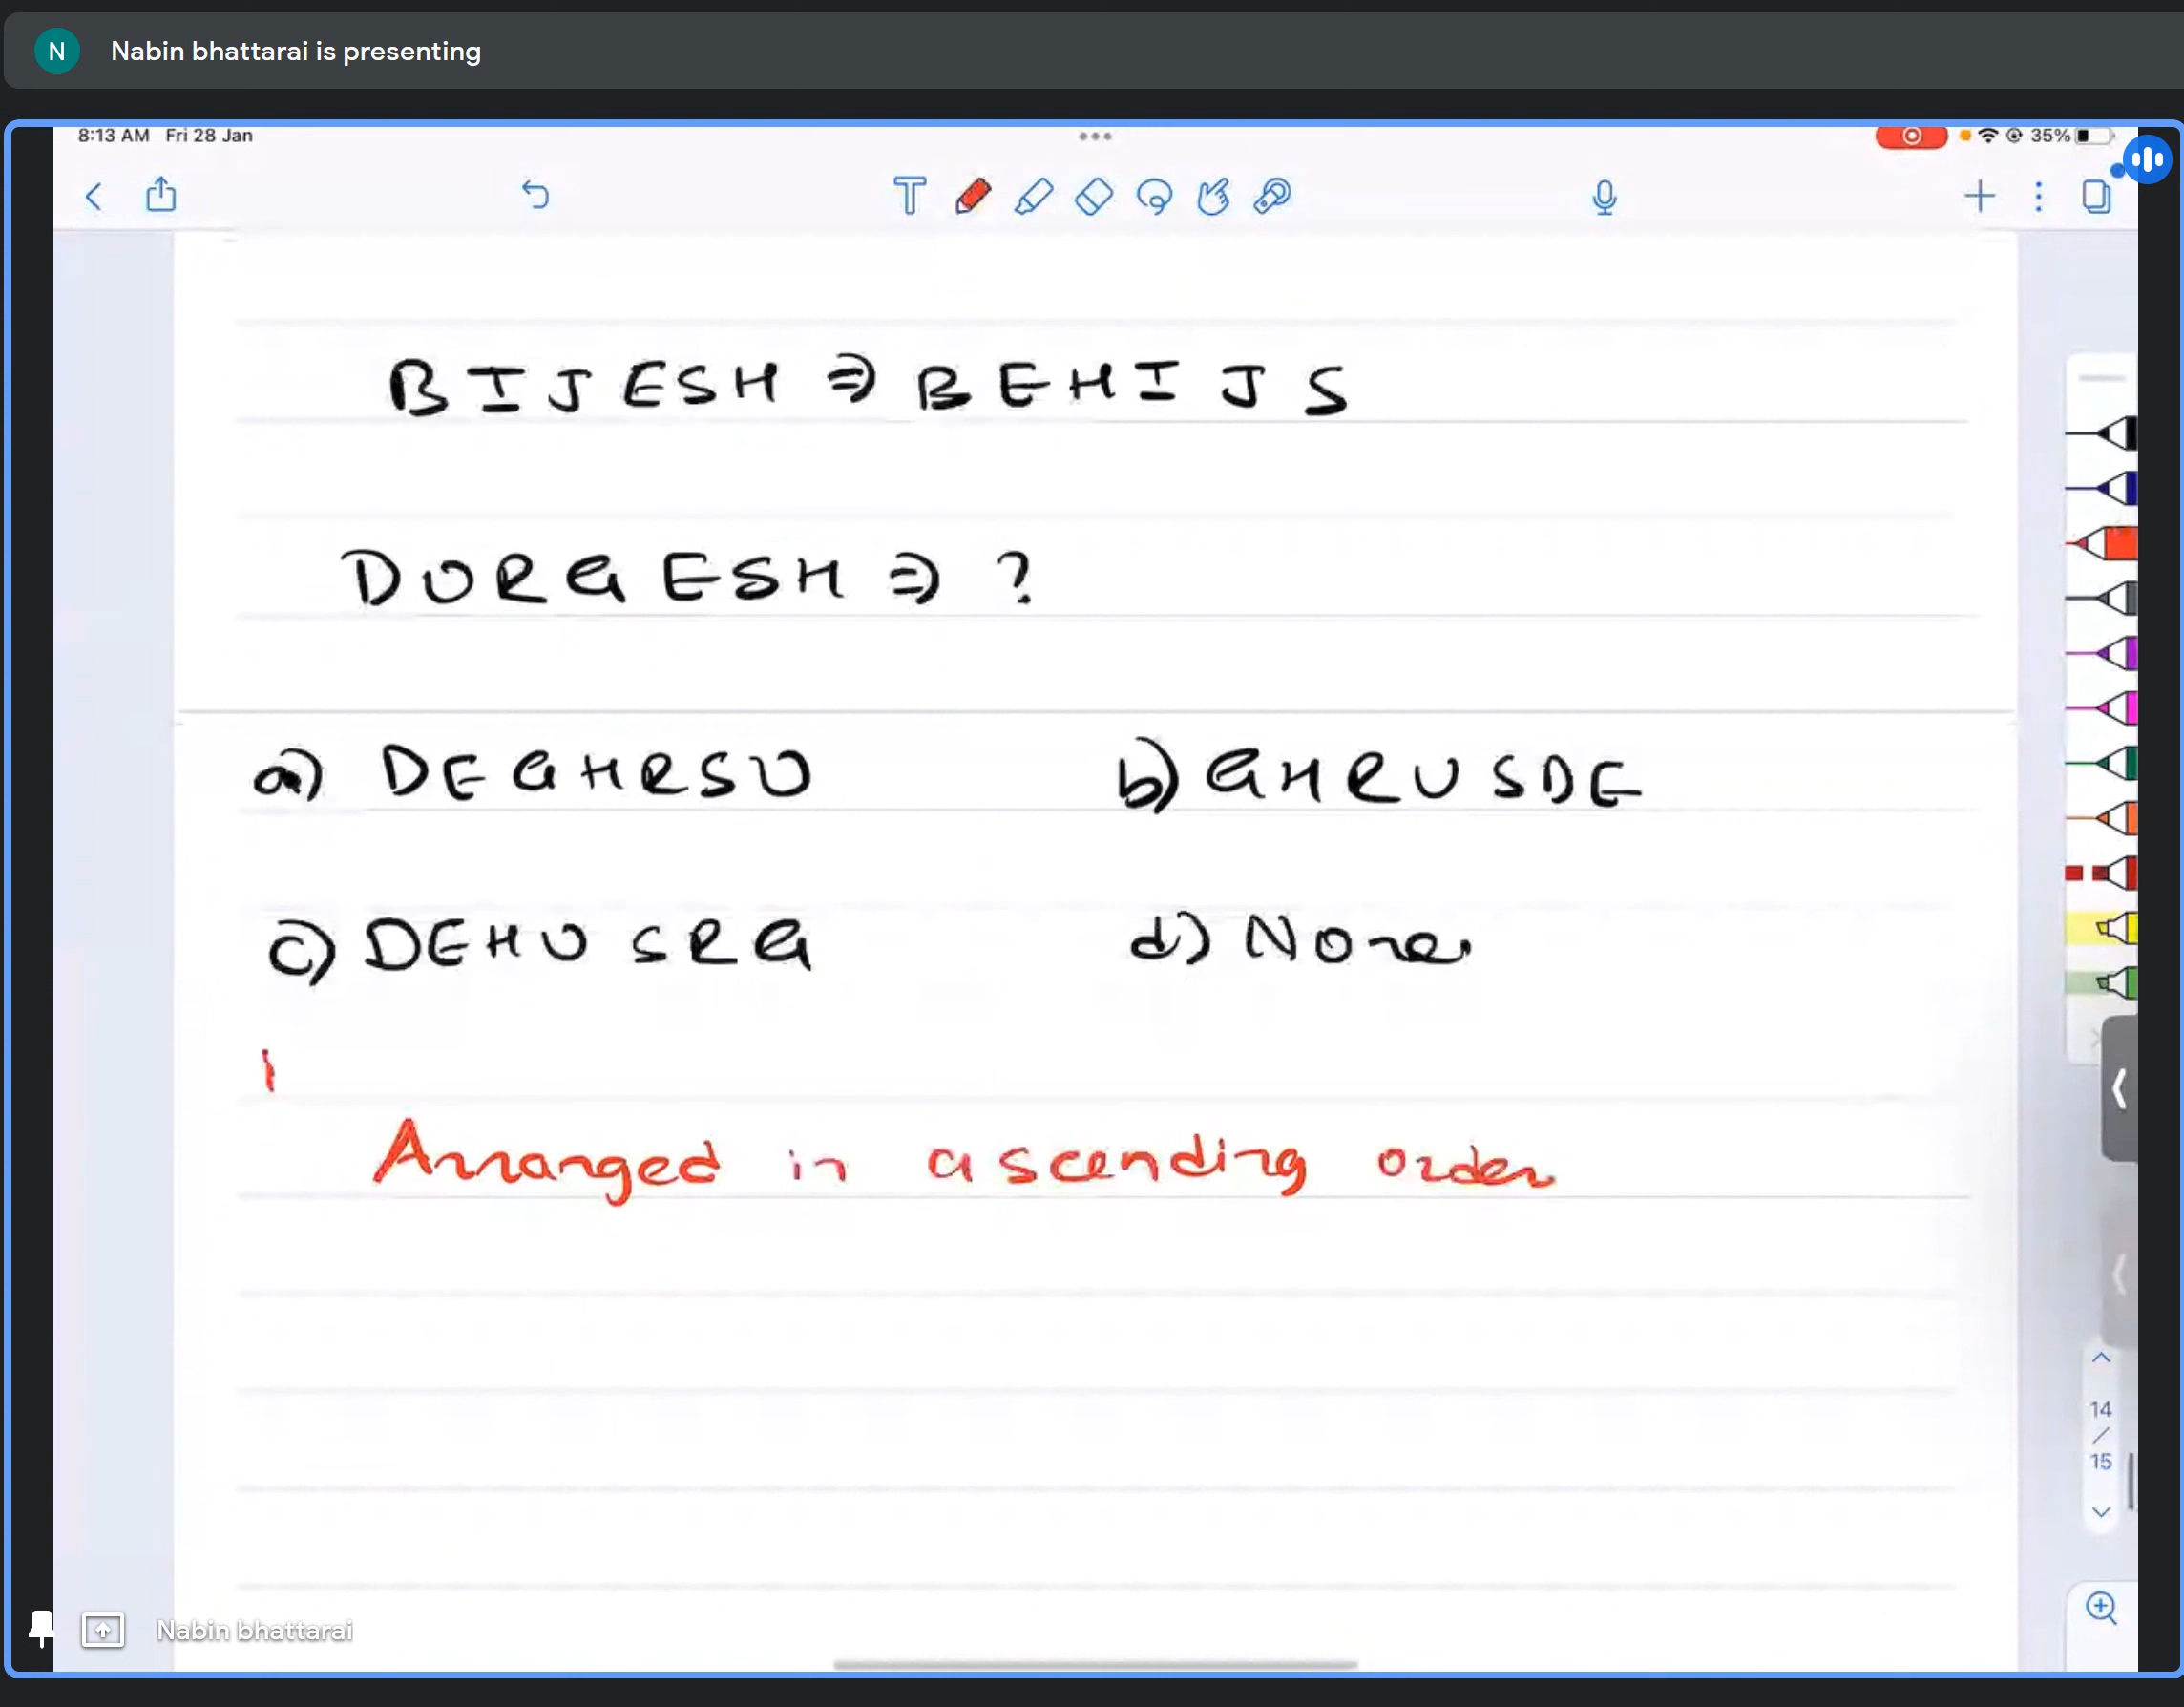 Nabin bhattarai is presenting
8:13 AM Fri 28 Jan
35%
BIJESH ⇒ BEHIJS
DURGESH ⇒ ?
a) DEGHRSU b) GHRUSDE
c) DEHUSRG d) None
Arranged in ascending order
14
/
15
Nabin bhattarai